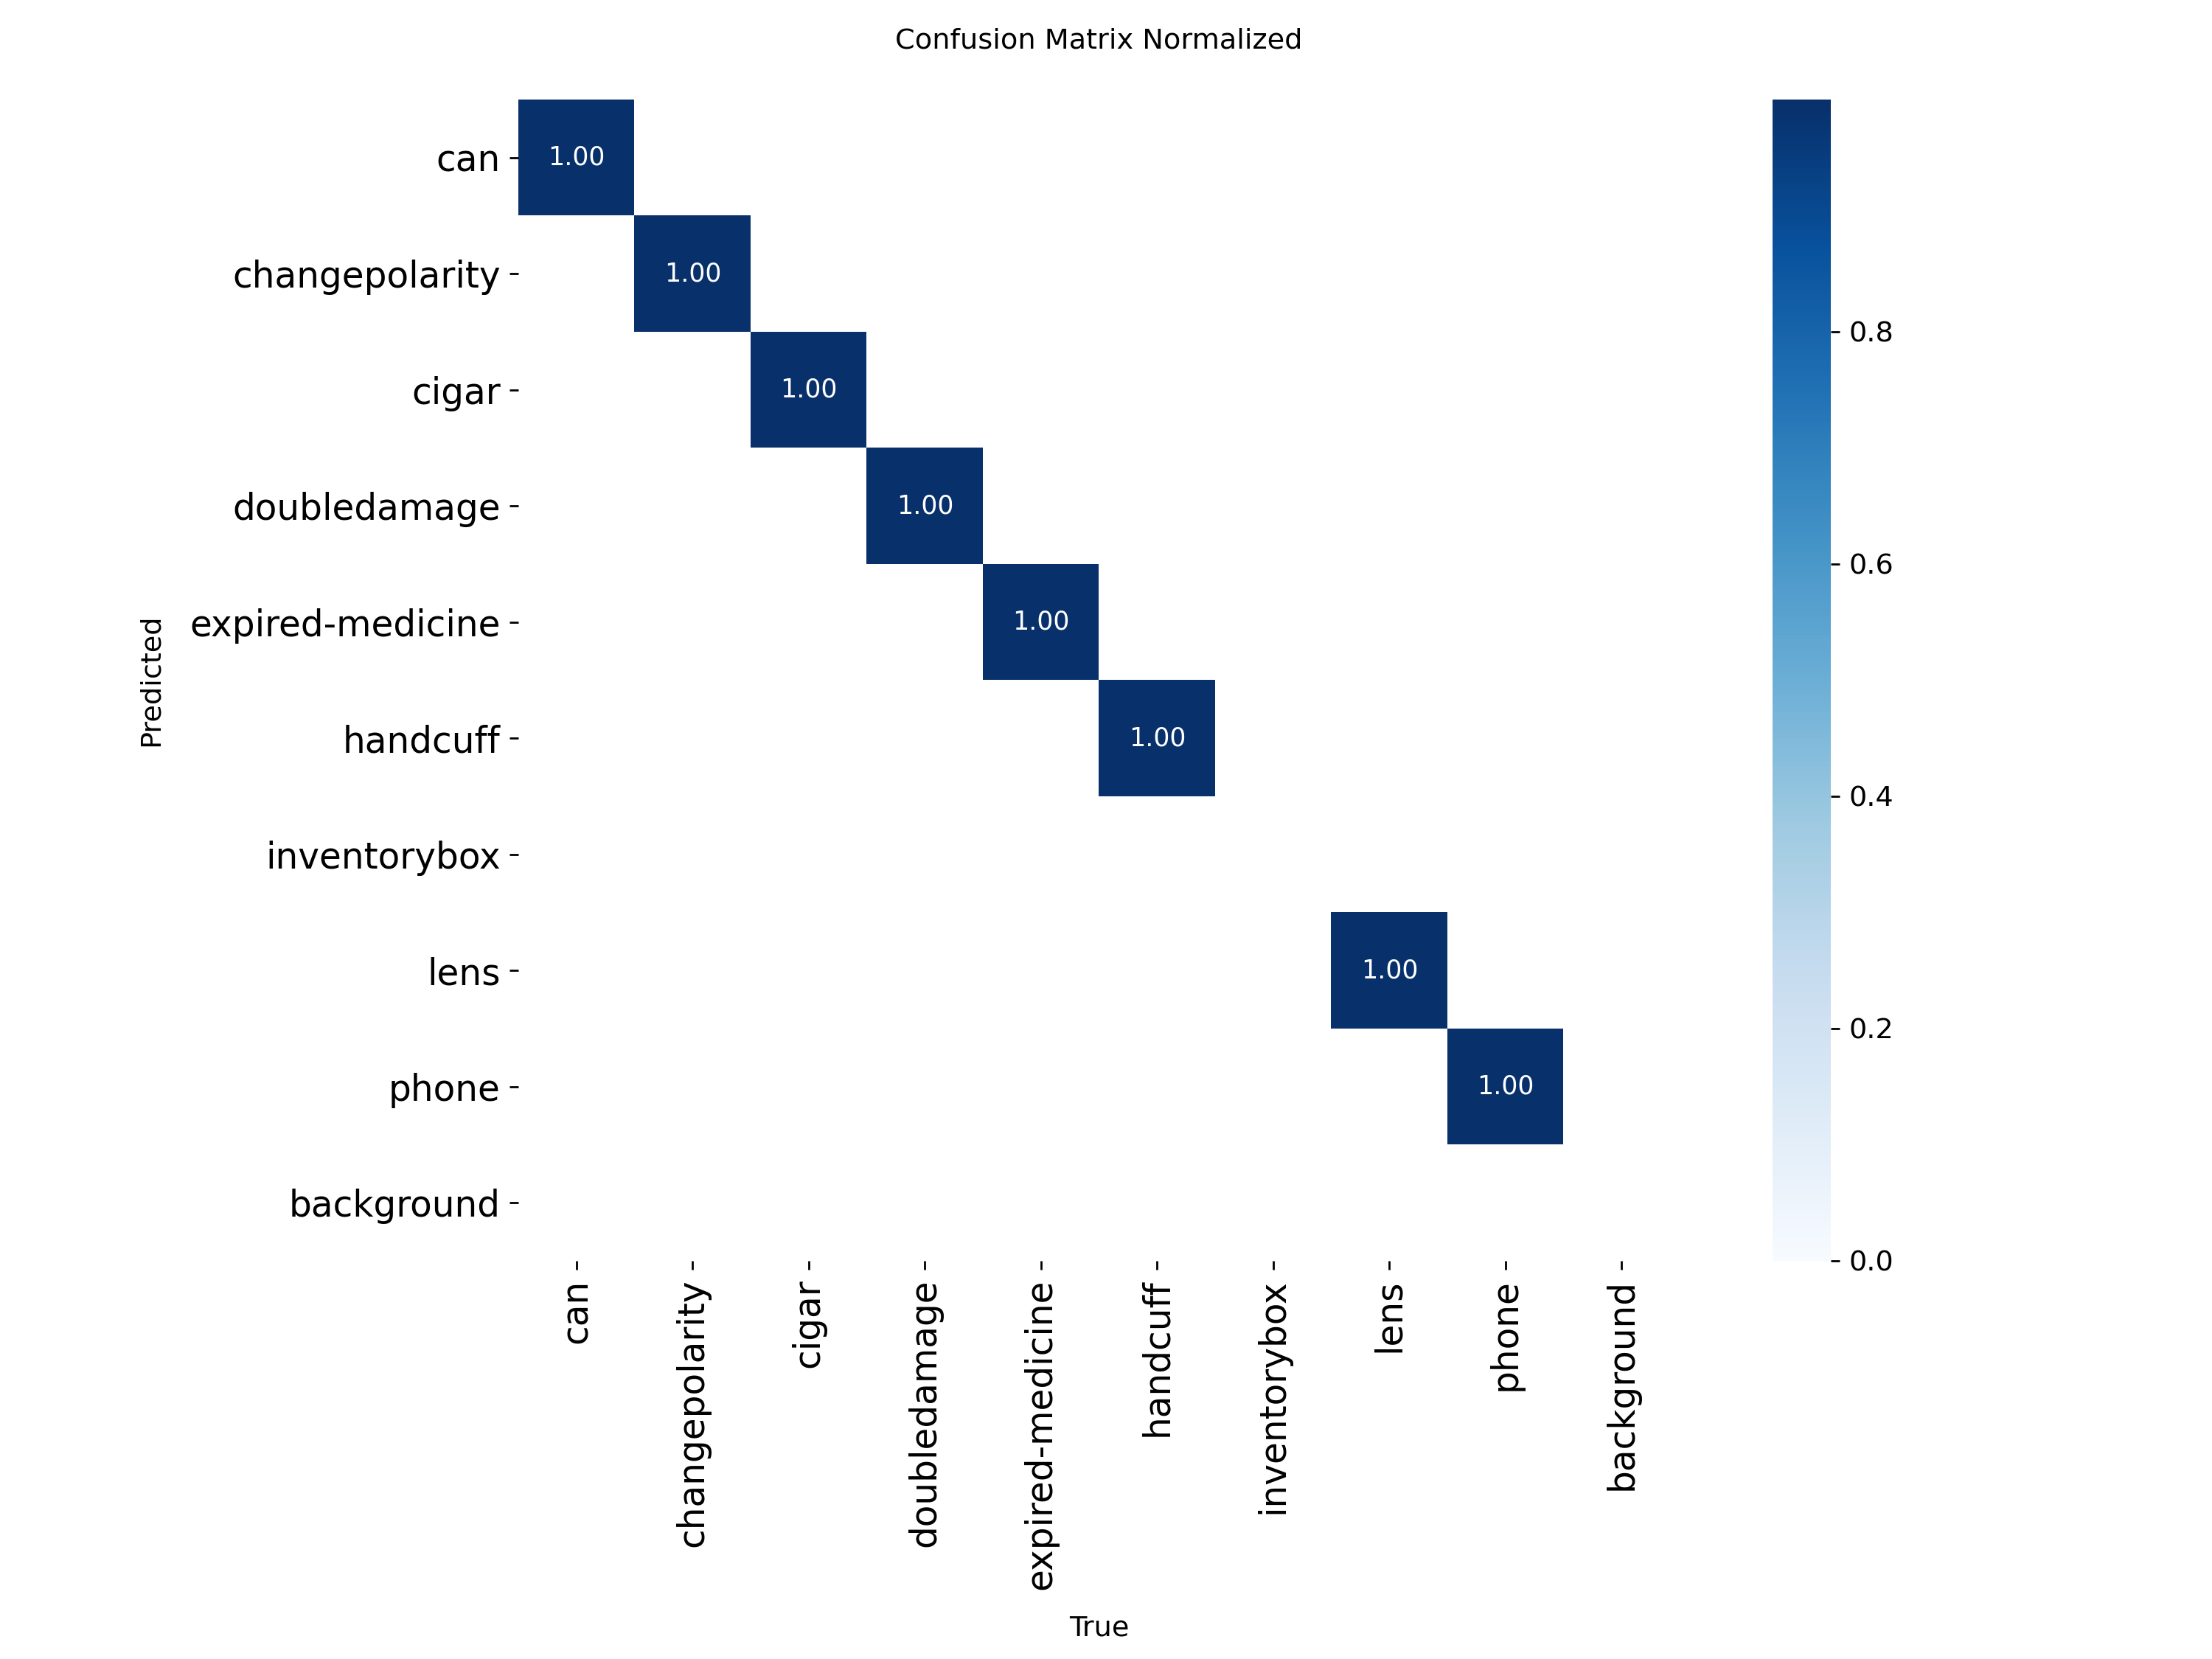 Confusion Matrix Normalized
can
1.00
changepolarity
1.00
cigar
1.00
doubledamage
1.00
expired-medicine
1.00
handcuff
1.00
inventorybox
lens
1.00
phone
1.00
background
Predicted
can
changepolarity
cigar
doubledamage
expired-medicine
handcuff
inventorybox
lens
phone
background
True
0.8
0.6
0.4
0.2
0.0